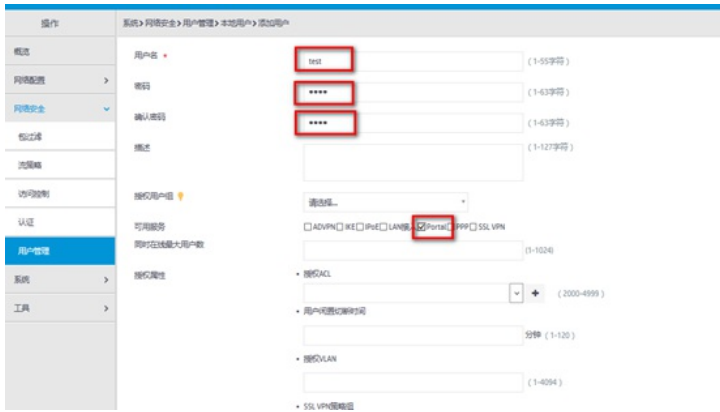 操作
系统> 网络安全> 用户管理> 本地用户> 添加用户
概览
网络配置
网络安全
包过滤
流策略
访问控制
认证
用户管理
系统
工具
用户名 *
test
(1-55字符)
密码
••••
(1-63字符)
确认密码
••••
(1-63字符)
描述
(1-127字符)
授权用户组
请选择...
可用服务
ADVPN IKE IPoE LAN接入 Portal PPP SSL VPN
同时在线最大用户数
(1-1024)
授权属性
• 授权ACL
(2000-4999)
• 用户闲置切断时间
分钟 (1-120)
• 授权VLAN
(1-4094)
• SSL VPN策略组